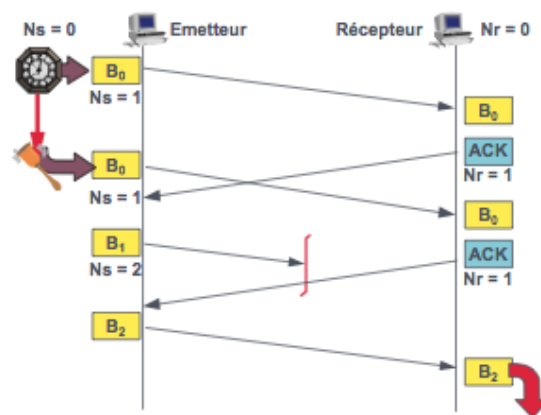 Ns = 0
Emetteur
Récepteur
Nr = 0
B₀
Ns = 1
B₀
ACK
Nr = 1
B₀
Ns = 1
B₀
B₁
Ns = 2
ACK
Nr = 1
B₂
B₂